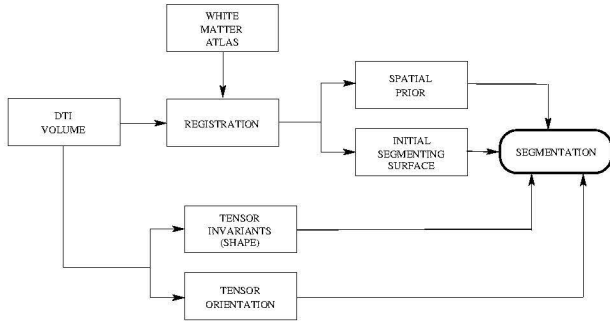 WHITE
MATTER
ATLAS
DTI
VOLUME
REGISTRATION
SPATIAL
PRIOR
INITIAL
SEGMENTING
SURFACE
SEGMENTATION
TENSOR
INVARIANTS
(SHAPE)
TENSOR
ORIENTATION